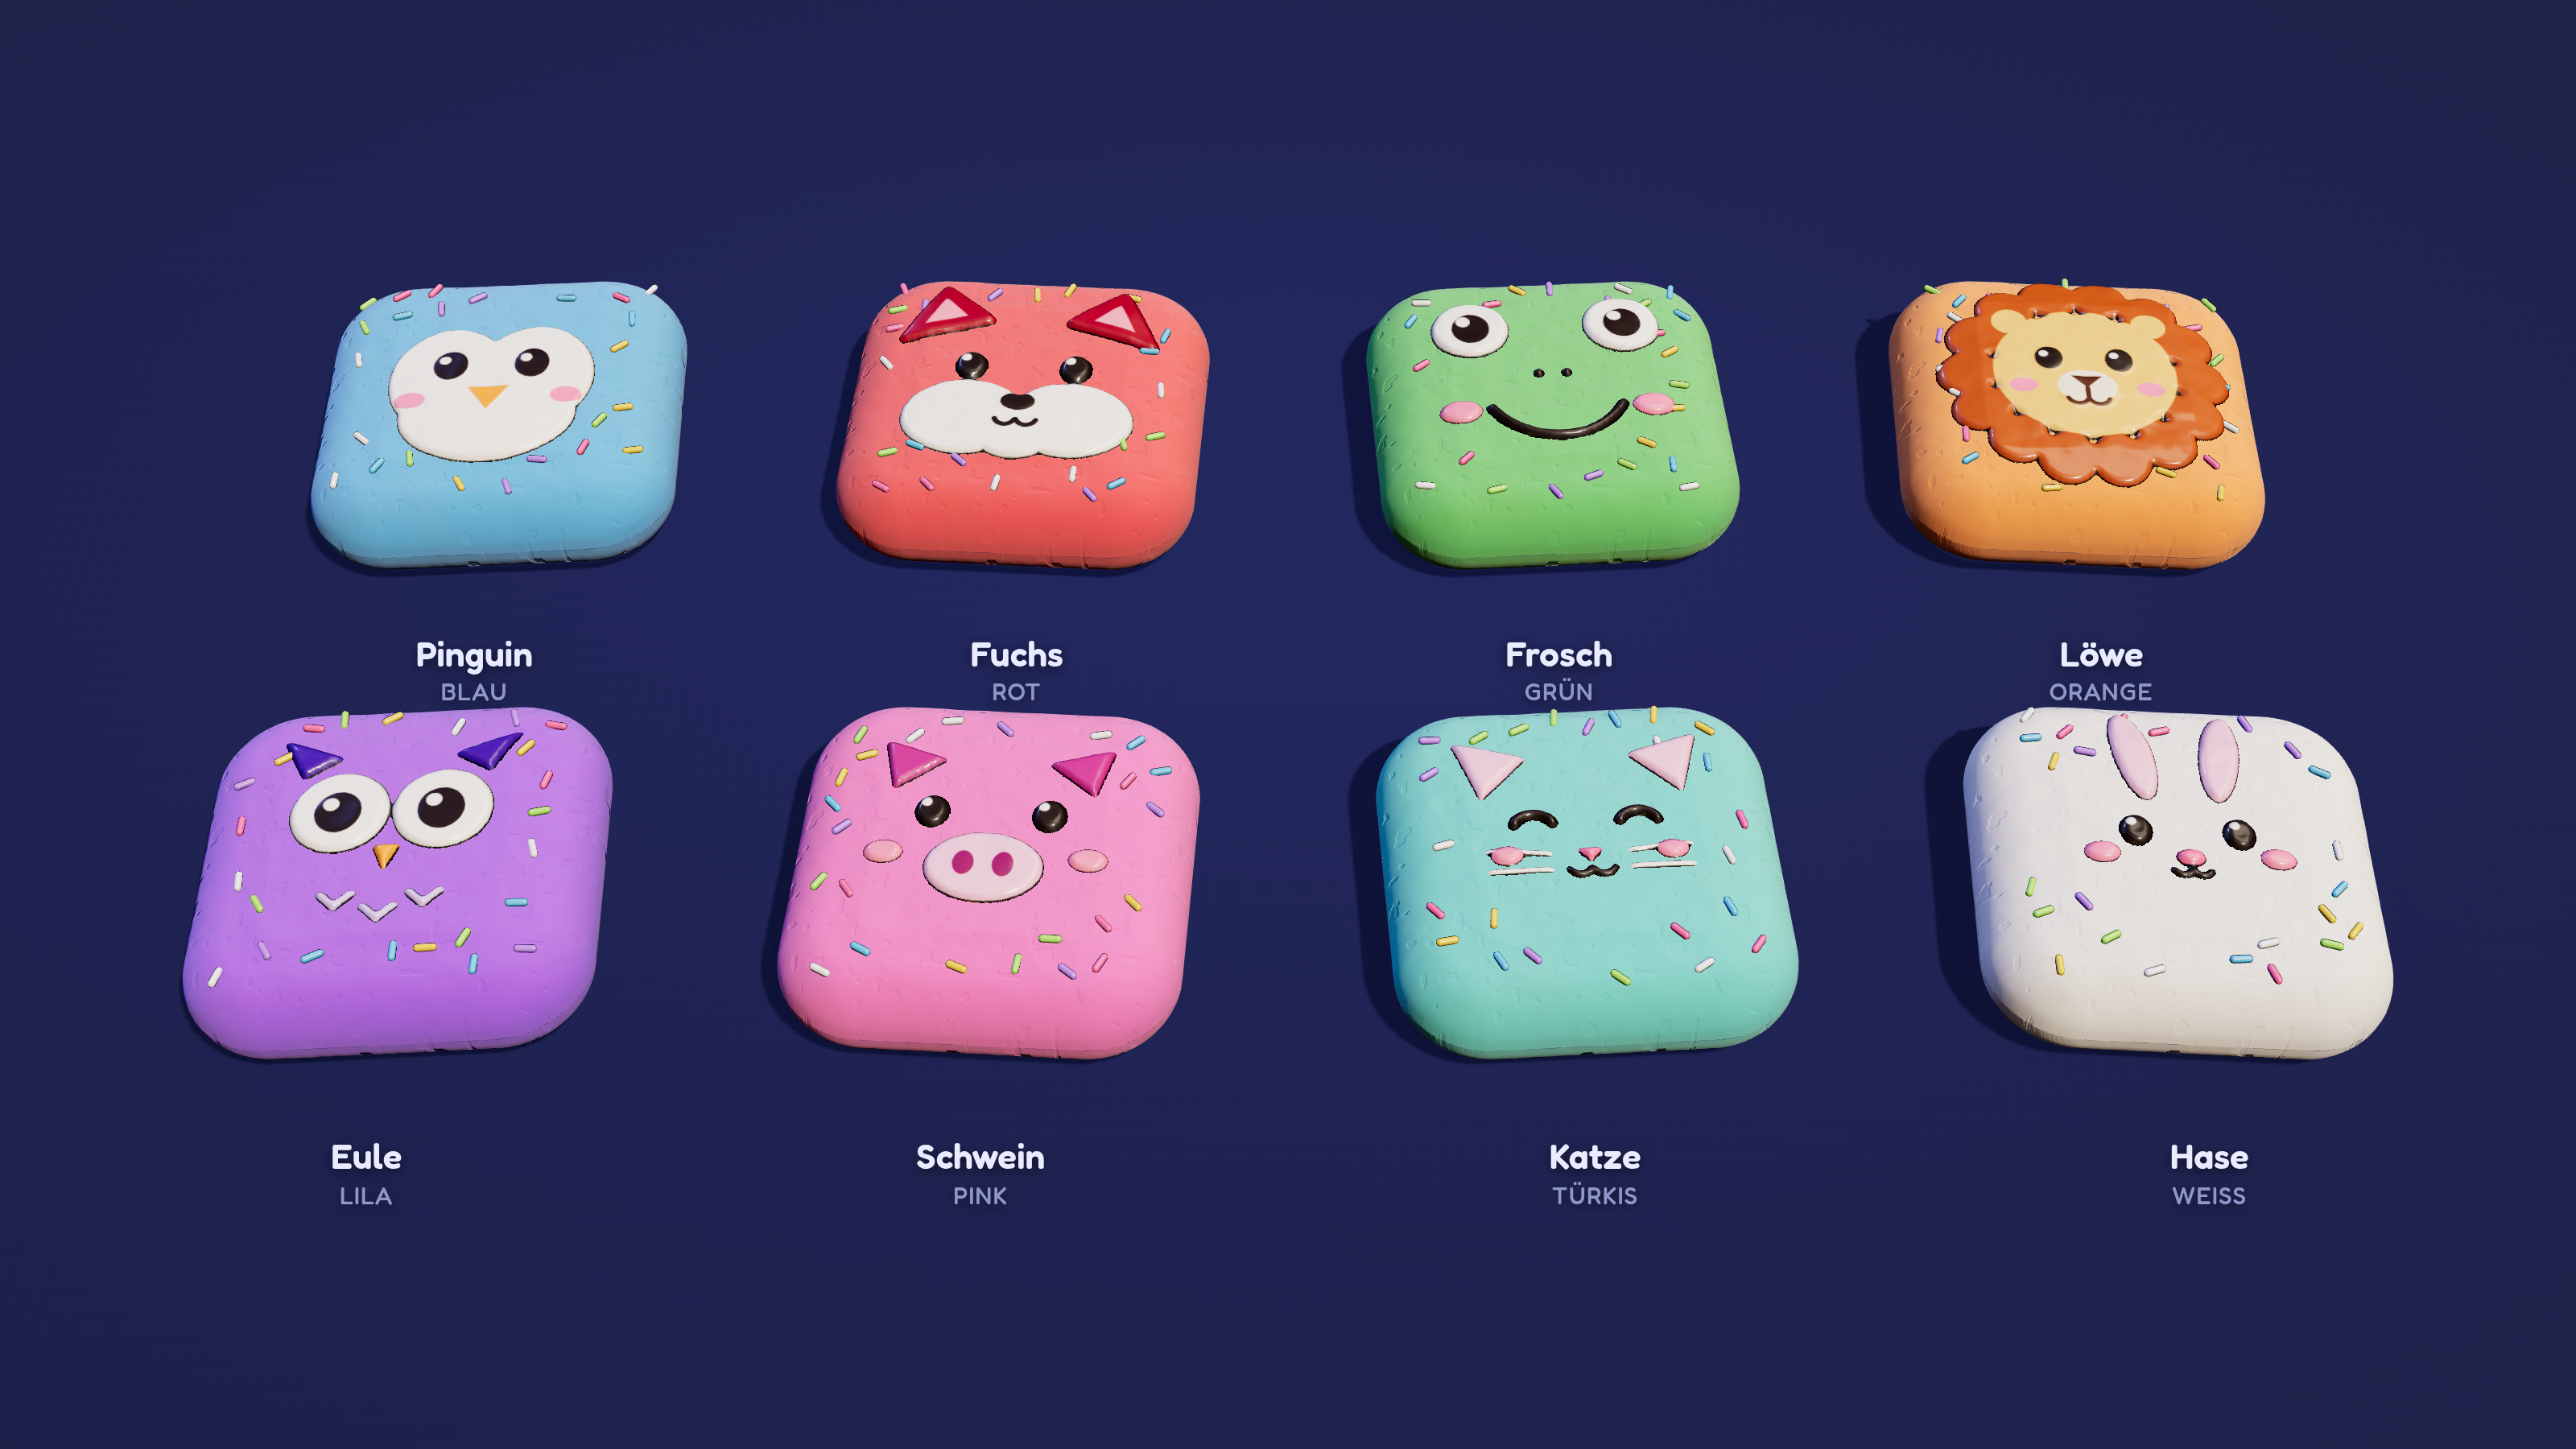 Pinguin
BLAU
Fuchs
ROT
Frosch
GRÜN
Löwe
ORANGE
Eule
LILA
Schwein
PINK
Katze
TÜRKIS
Hase
WEISS